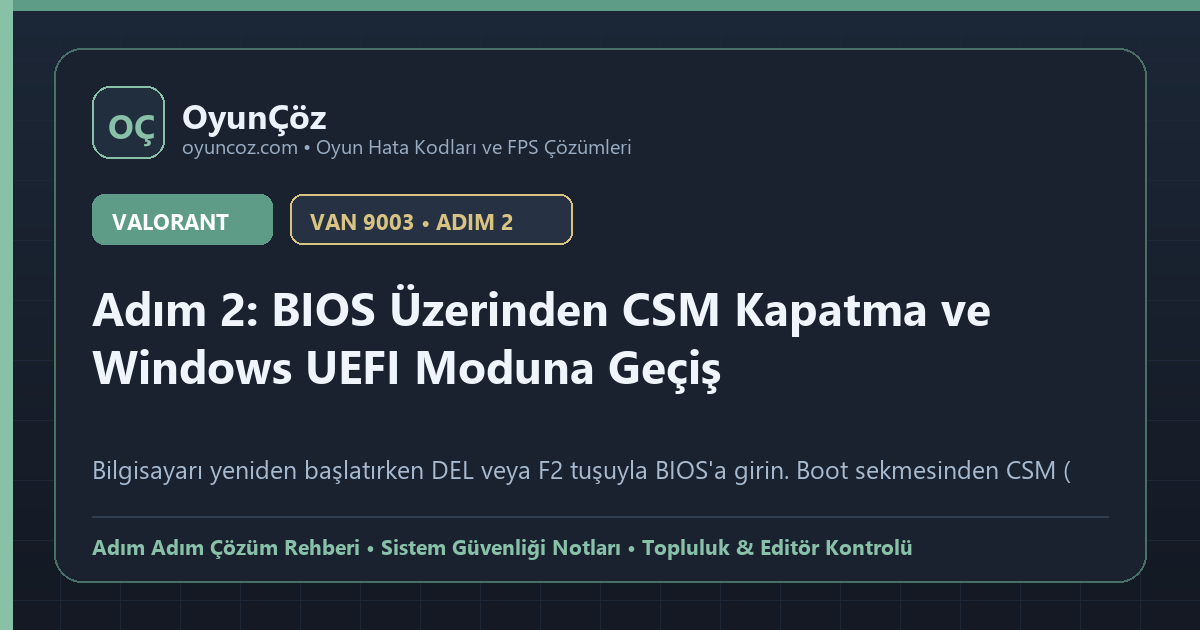 OÇ
OyunÇöz
oyuncoz.com • Oyun Hata Kodları ve FPS Çözümleri
VALORANT
VAN 9003 • ADIM 2
Adım 2: BIOS Üzerinden CSM Kapatma ve
Windows UEFI Moduna Geçiş
Bilgisayarı yeniden başlatırken DEL veya F2 tuşuyla BIOS'a girin. Boot sekmesinden CSM (
Adım Adım Çözüm Rehberi • Sistem Güvenliği Notları • Topluluk & Editör Kontrolü